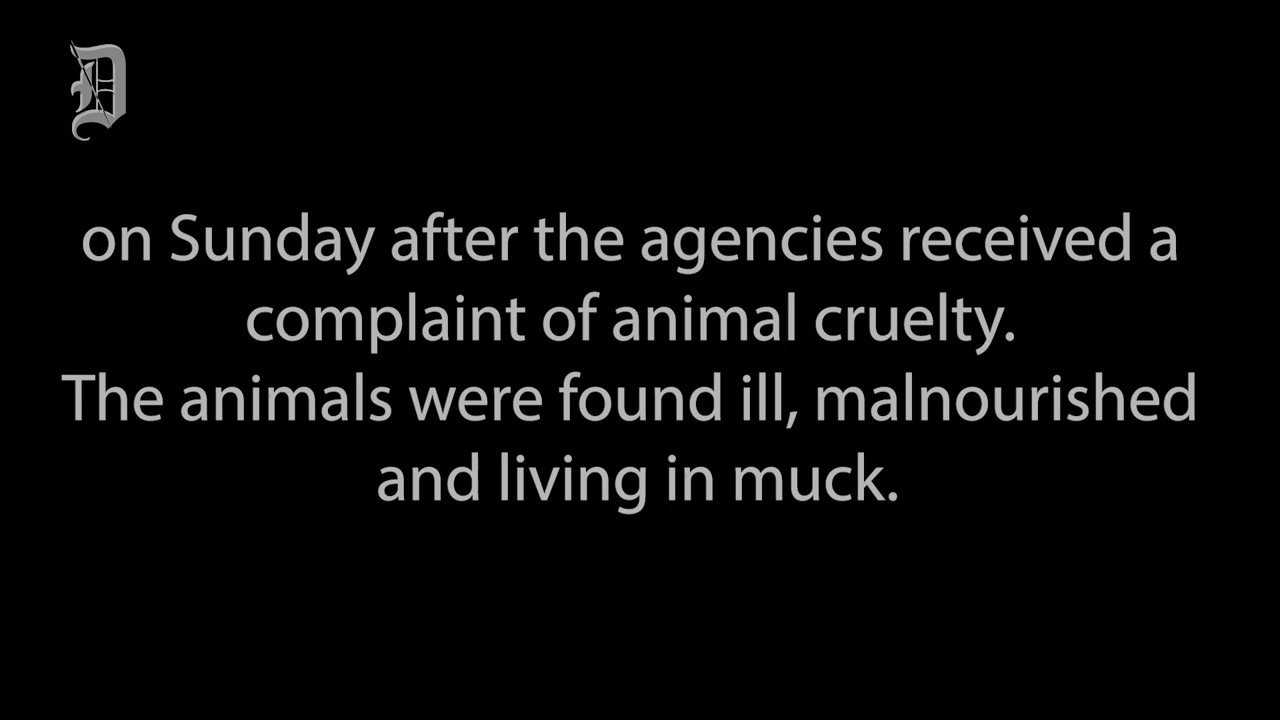 D
on Sunday after the agencies received a
complaint of animal cruelty.
The animals were found ill, malnourished
and living in muck.